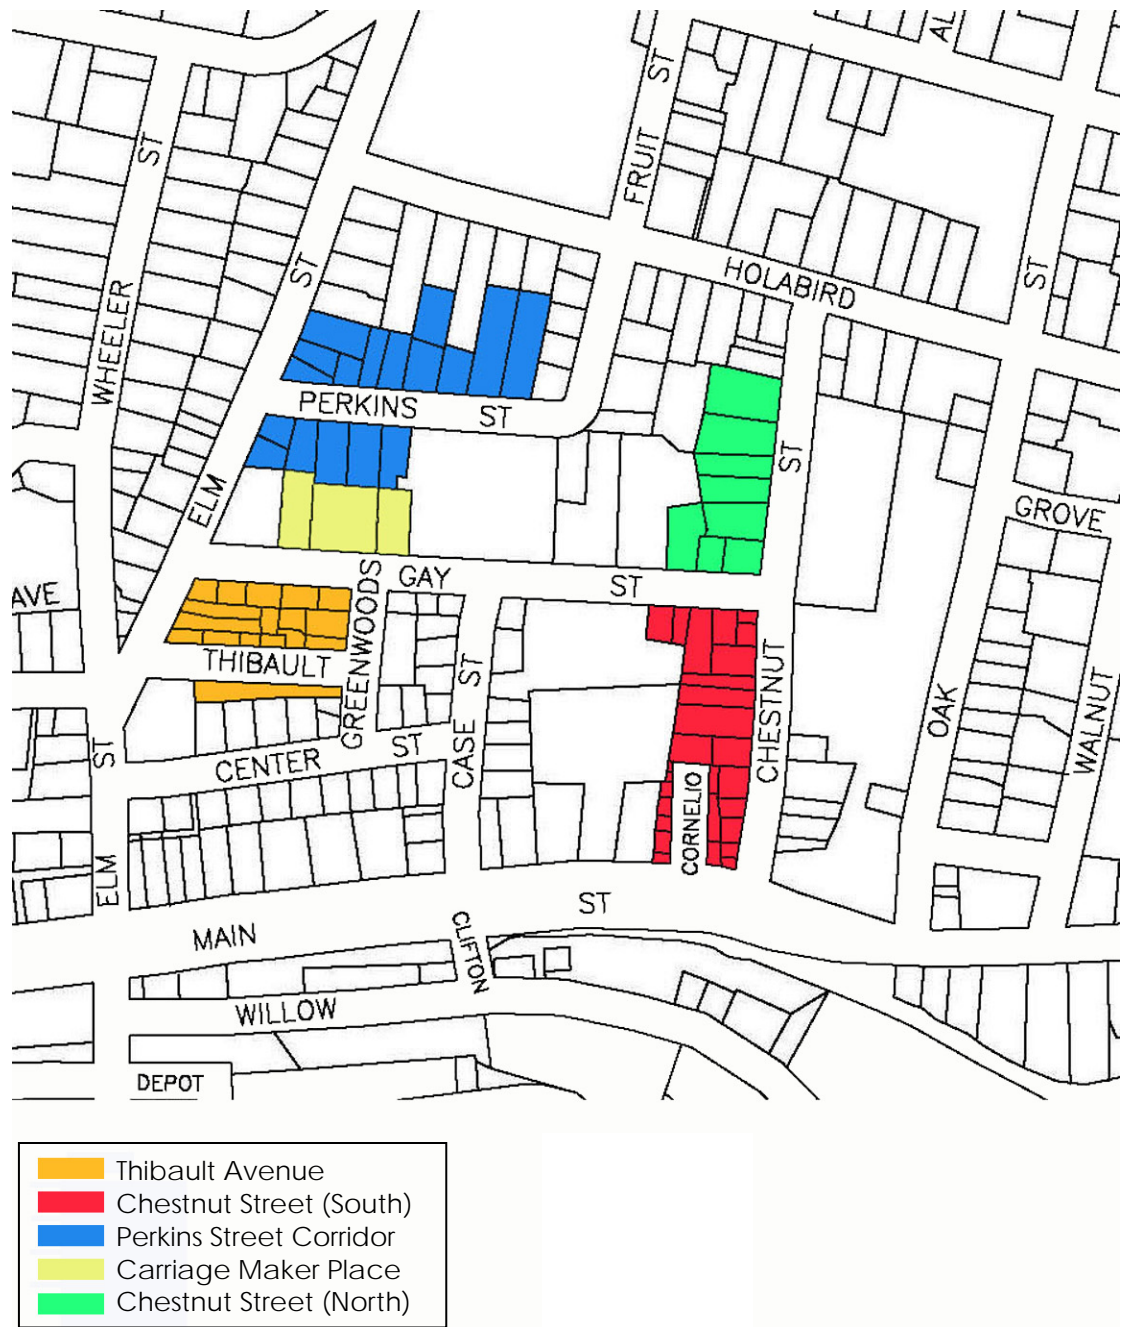 AL
ST
FRUIT
ST
WHEELER
ST
HOLABIRD
ST
ELM
PERKINS ST
ST
GROVE
AVE
GREENWOODS
GAY ST
THIBAULT
CASE ST
CHESTNUT
OAK
WALNUT
CENTER ST
ST
ELM
CORNELIO
MAIN ST
CLIFTON
WILLOW
DEPOT
Thibault Avenue
Chestnut Street (South)
Perkins Street Corridor
Carriage Maker Place
Chestnut Street (North)